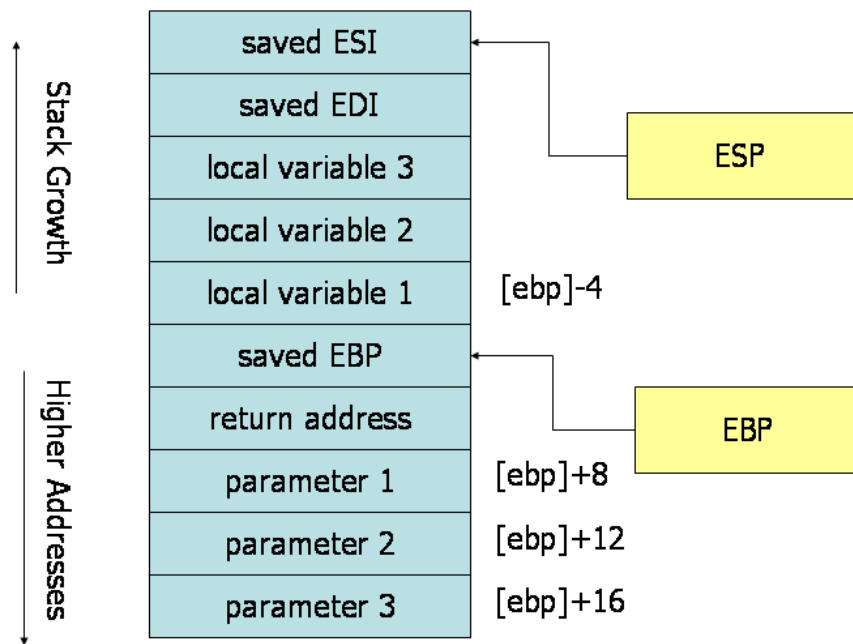 Stack Growth
Higher Addresses
saved ESI
saved EDI
local variable 3
local variable 2
local variable 1
[ebp]-4
saved EBP
return address
parameter 1
[ebp]+8
parameter 2
[ebp]+12
parameter 3
[ebp]+16
ESP
EBP